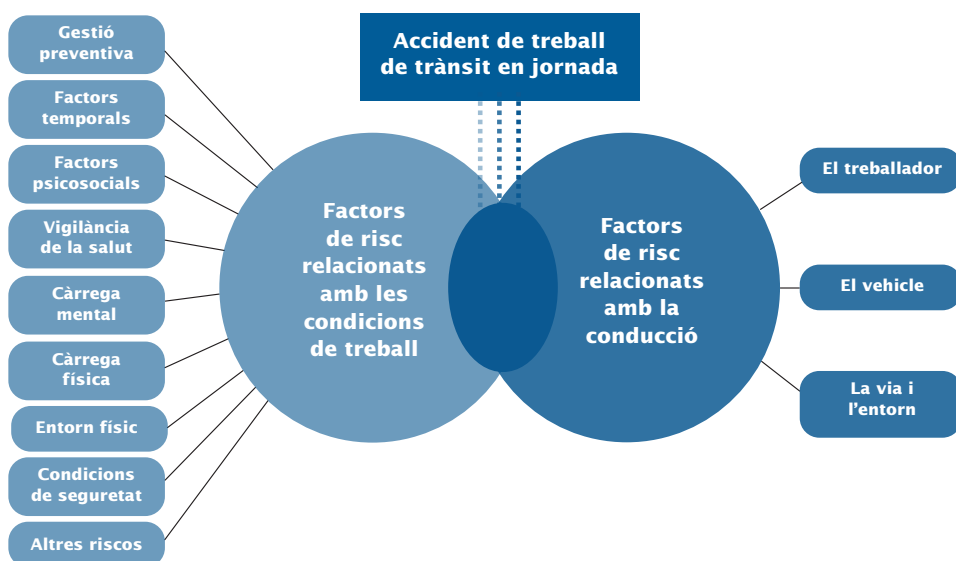 Accident de treball
de trànsit en jornada
Gestió
preventiva
Factors
temporals
Factors
psicosocials
Vigilància
de la salut
Càrrega
mental
Càrrega
física
Entorn físic
Condicions
de seguretat
Altres riscos
Factors
de risc
relacionats
amb les
condicions
de treball
Factors
de risc
relacionats
amb la
conducció
El treballador
El vehicle
La via i
l'entorn